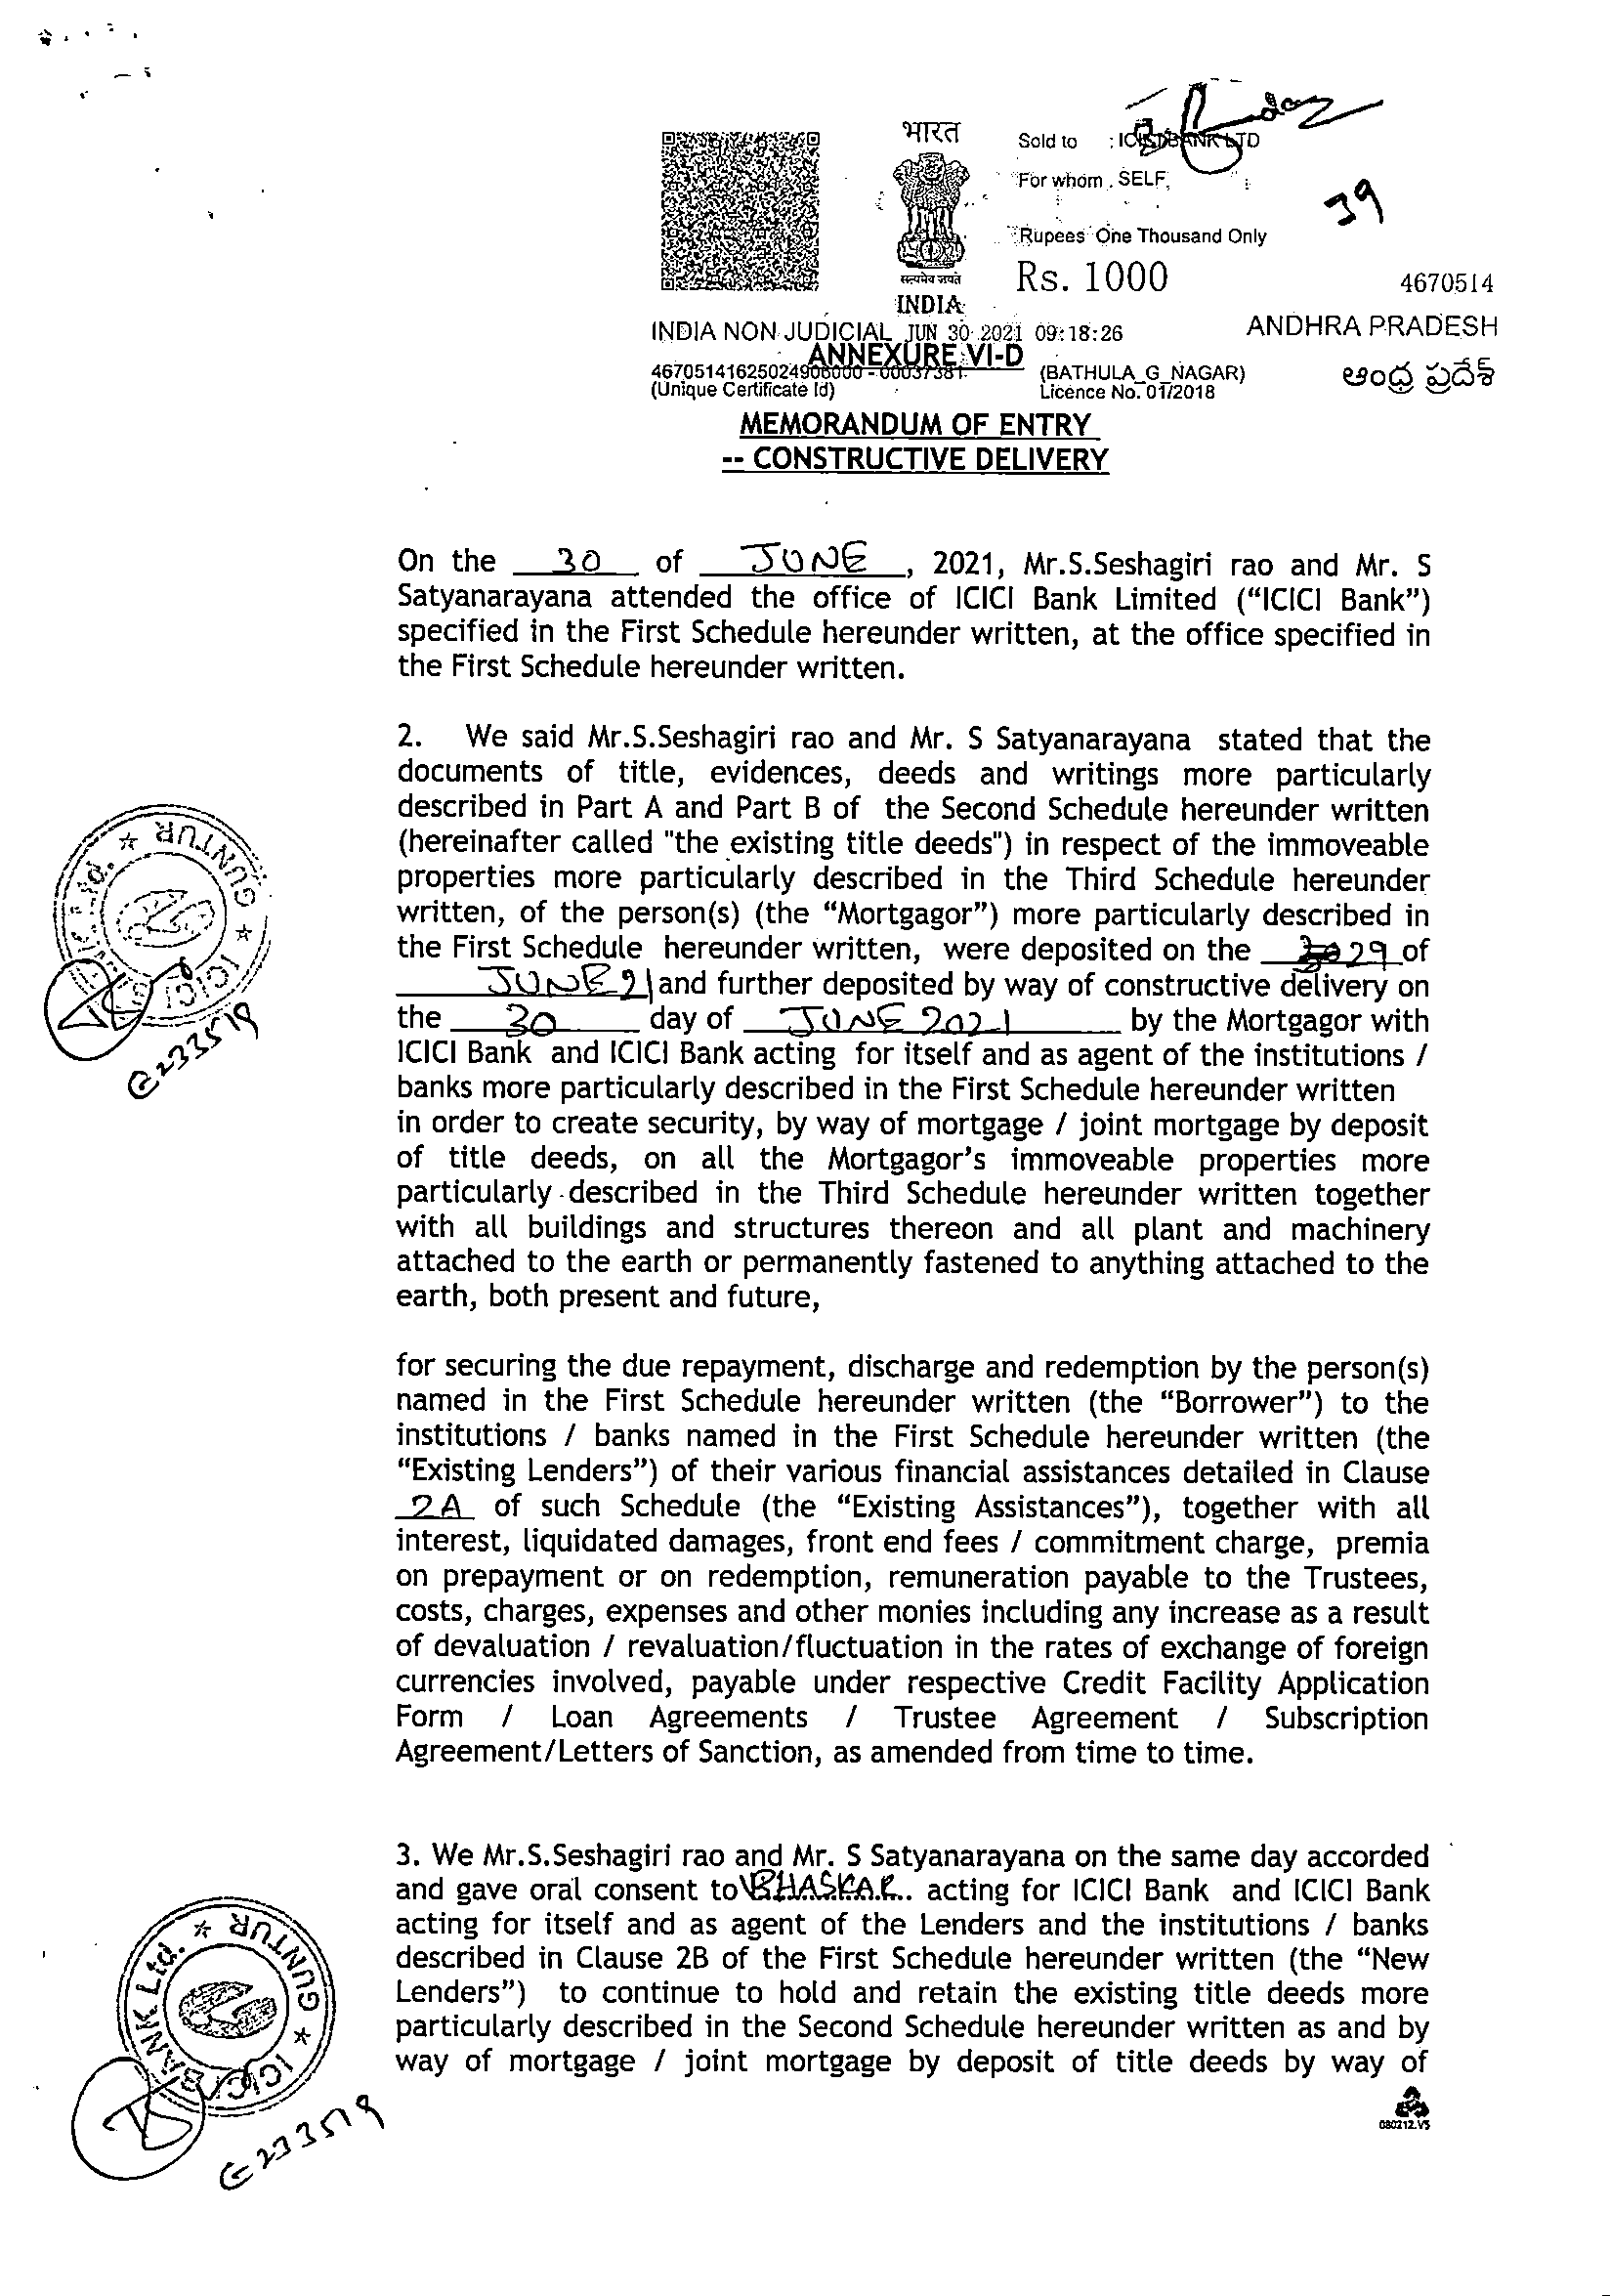 भारत
सत्यमेव जयते
INDIA
Sold to : ICICI BANK LTD
For whom . SELF,
39
Rupees One Thousand Only
Rs. 1000
4670514
INDIA NON JUDICIAL JUN 30 2021 09:18:26
ANDHRA PRADESH
ఆంధ్ర ప్రదేశ్
ANNEXURE VI-D
46705141625024906000 - 00037381
(Unique Certificate Id)
(BATHULA_G_NAGAR)
Licence No. 01/2018
MEMORANDUM OF ENTRY
-- CONSTRUCTIVE DELIVERY
On the 30 of JUNE, 2021, Mr.S.Seshagiri rao and Mr. S
Satyanarayana attended the office of ICICI Bank Limited (“ICICI Bank”)
specified in the First Schedule hereunder written, at the office specified in
the First Schedule hereunder written.
2. We said Mr.S.Seshagiri rao and Mr. S Satyanarayana stated that the
documents of title, evidences, deeds and writings more particularly
described in Part A and Part B of the Second Schedule hereunder written
(hereinafter called "the existing title deeds") in respect of the immoveable
properties more particularly described in the Third Schedule hereunder
written, of the person(s) (the “Mortgagor”) more particularly described in
the First Schedule hereunder written, were deposited on the 29 of
JUNE 21 and further deposited by way of constructive delivery on
the 30 day of JUNE 2021 by the Mortgagor with
ICICI Bank and ICICI Bank acting for itself and as agent of the institutions /
banks more particularly described in the First Schedule hereunder written
in order to create security, by way of mortgage / joint mortgage by deposit
of title deeds, on all the Mortgagor’s immoveable properties more
particularly described in the Third Schedule hereunder written together
with all buildings and structures thereon and all plant and machinery
attached to the earth or permanently fastened to anything attached to the
earth, both present and future,
for securing the due repayment, discharge and redemption by the person(s)
named in the First Schedule hereunder written (the “Borrower”) to the
institutions / banks named in the First Schedule hereunder written (the
“Existing Lenders”) of their various financial assistances detailed in Clause
2A of such Schedule (the “Existing Assistances”), together with all
interest, liquidated damages, front end fees / commitment charge, premia
on prepayment or on redemption, remuneration payable to the Trustees,
costs, charges, expenses and other monies including any increase as a result
of devaluation / revaluation/fluctuation in the rates of exchange of foreign
currencies involved, payable under respective Credit Facility Application
Form / Loan Agreements / Trustee Agreement / Subscription
Agreement/Letters of Sanction, as amended from time to time.
3. We Mr.S.Seshagiri rao and Mr. S Satyanarayana on the same day accorded
and gave oral consent to BHASKAR.. acting for ICICI Bank and ICICI Bank
acting for itself and as agent of the Lenders and the institutions / banks
described in Clause 2B of the First Schedule hereunder written (the “New
Lenders”) to continue to hold and retain the existing title deeds more
particularly described in the Second Schedule hereunder written as and by
way of mortgage / joint mortgage by deposit of title deeds by way of
ICICI BANK Ltd. * GUNTUR *
233519
ICICI BANK Ltd. * GUNTUR *
233519
080212.V5